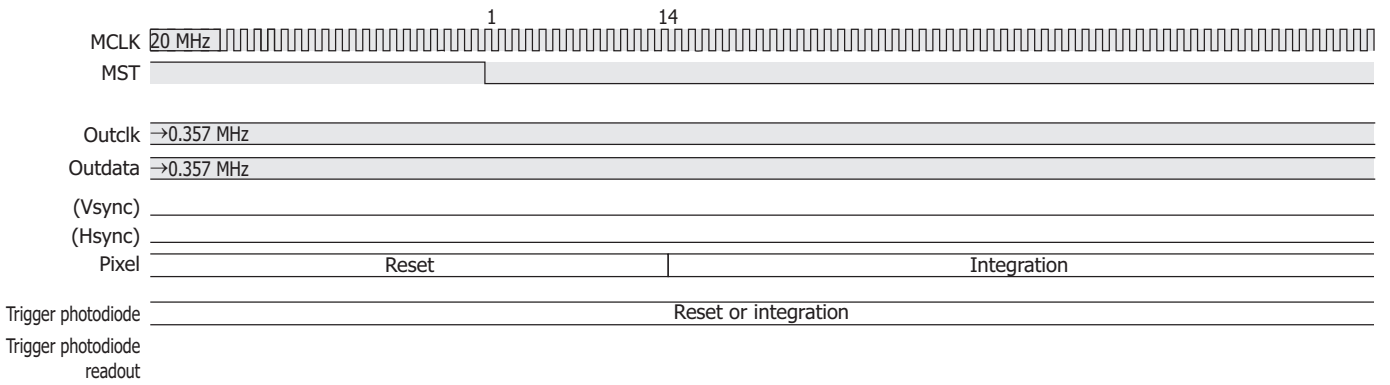 1 14
MCLK 20 MHz
MST
Outclk →0.357 MHz
Outdata →0.357 MHz
(Vsync)
(Hsync)
Pixel Reset Integration
Trigger photodiode Reset or integration
Trigger photodiode
readout